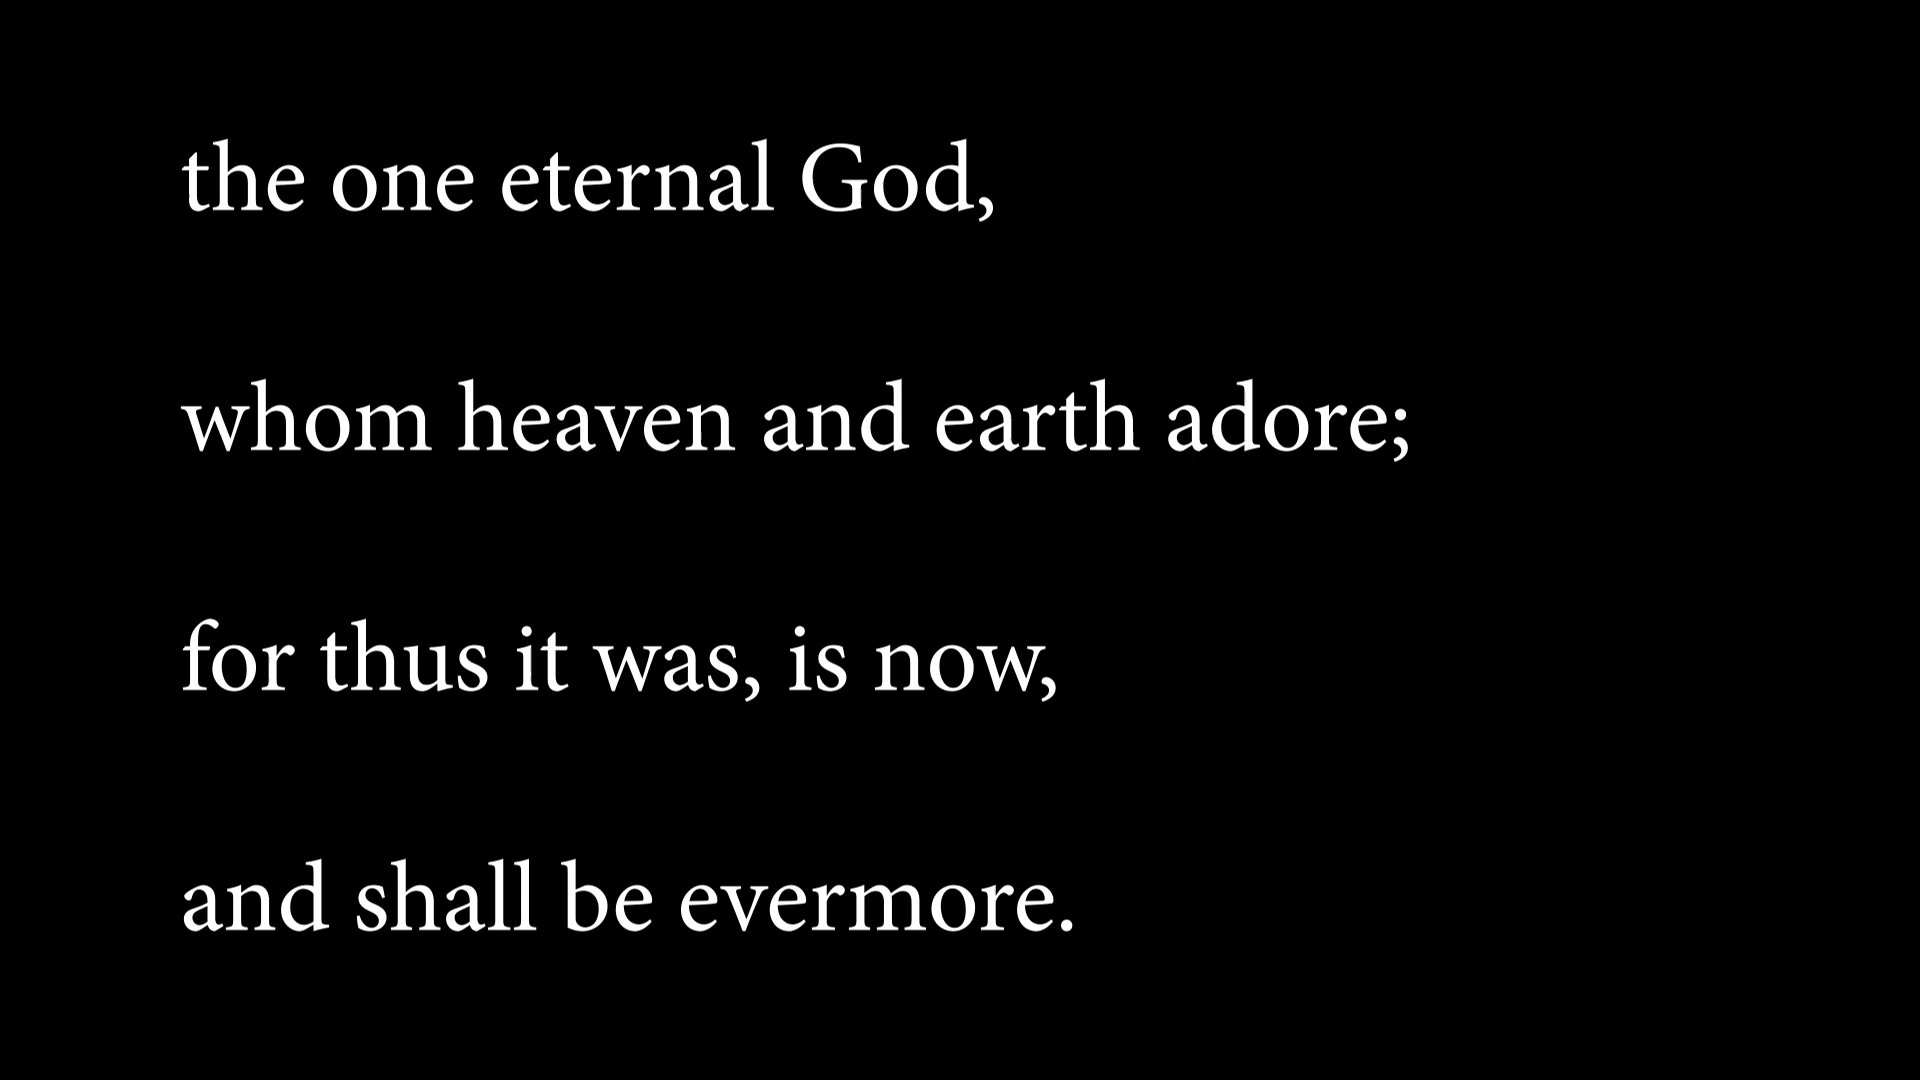 the one eternal God,
whom heaven and earth adore;
for thus it was, is now,
and shall be evermore.